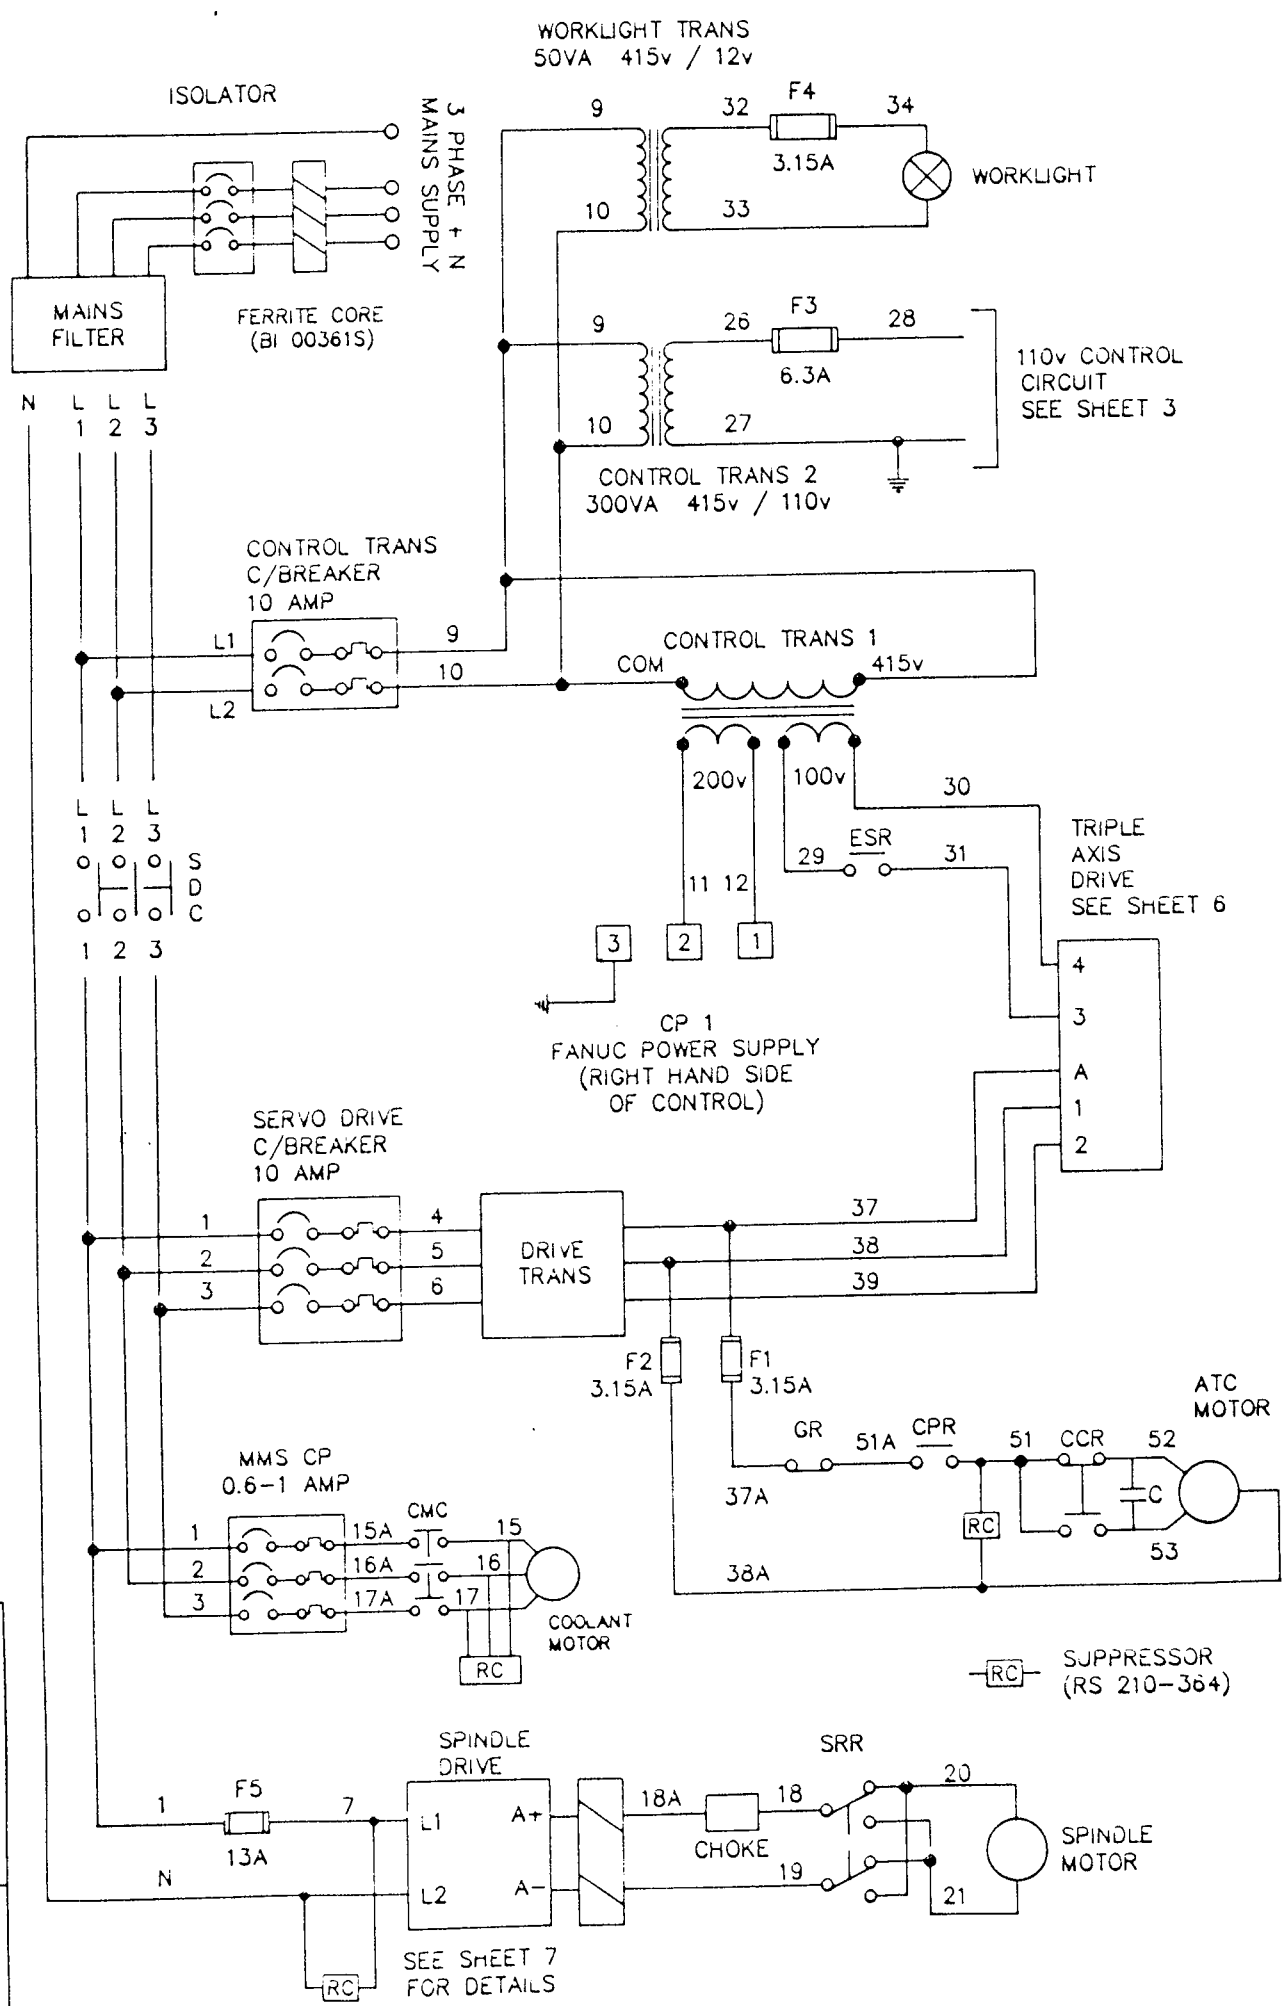 WORKLIGHT TRANS
50VA 415v / 12v
ISOLATOR
3 PHASE + N
MAINS SUPPLY
9
32
F4
34
3.15A
WORKLIGHT
10
33
MAINS
FILTER
FERRITE CORE
(BI 00361S)
9
26
F3
28
6.3A
110v CONTROL
CIRCUIT
SEE SHEET 3
N
L1
L2
L3
10
27
CONTROL TRANS 2
300VA 415v / 110v
CONTROL TRANS
C/BREAKER
10 AMP
L1
9
L2
10
CONTROL TRANS 1
COM
415v
200v
100v
30
L1
L2
L3
S
D
C
1
2
3
29
ESR
31
11
12
TRIPLE
AXIS
DRIVE
SEE SHEET 6
3
2
1
4
3
A
1
2
CP 1
FANUC POWER SUPPLY
(RIGHT HAND SIDE
OF CONTROL)
SERVO DRIVE
C/BREAKER
10 AMP
1
4
2
5
3
6
DRIVE
TRANS
37
38
39
F2
3.15A
F1
3.15A
ATC
MOTOR
GR
51A
CPR
51
CCR
52
37A
C
RC
53
38A
MMS CP
0.6-1 AMP
CMC
1
15A
15
2
16A
16
3
17A
17
COOLANT
MOTOR
RC
RC
SUPPRESSOR
(RS 210-364)
SPINDLE
DRIVE
SRR
1
F5
7
13A
L1
A+
18A
CHOKE
18
20
N
L2
A-
19
21
SPINDLE
MOTOR
RC
SEE SHEET 7
FOR DETAILS